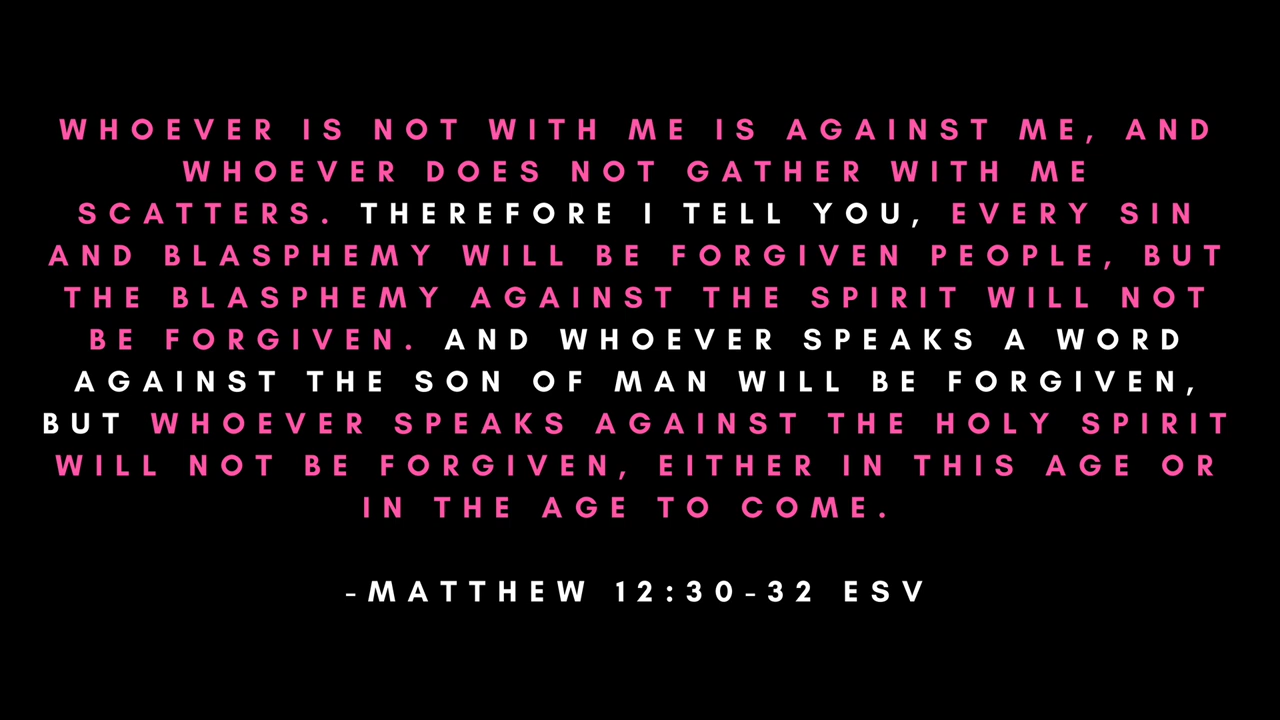 WHOEVER IS NOT WITH ME IS AGAINST ME, AND
WHOEVER DOES NOT GATHER WITH ME
SCATTERS. THEREFORE I TELL YOU, EVERY SIN
AND BLASPHEMY WILL BE FORGIVEN PEOPLE, BUT
THE BLASPHEMY AGAINST THE SPIRIT WILL NOT
BE FORGIVEN. AND WHOEVER SPEAKS A WORD
AGAINST THE SON OF MAN WILL BE FORGIVEN,
BUT WHOEVER SPEAKS AGAINST THE HOLY SPIRIT
WILL NOT BE FORGIVEN, EITHER IN THIS AGE OR
IN THE AGE TO COME.
-MATTHEW 12:30-32 ESV